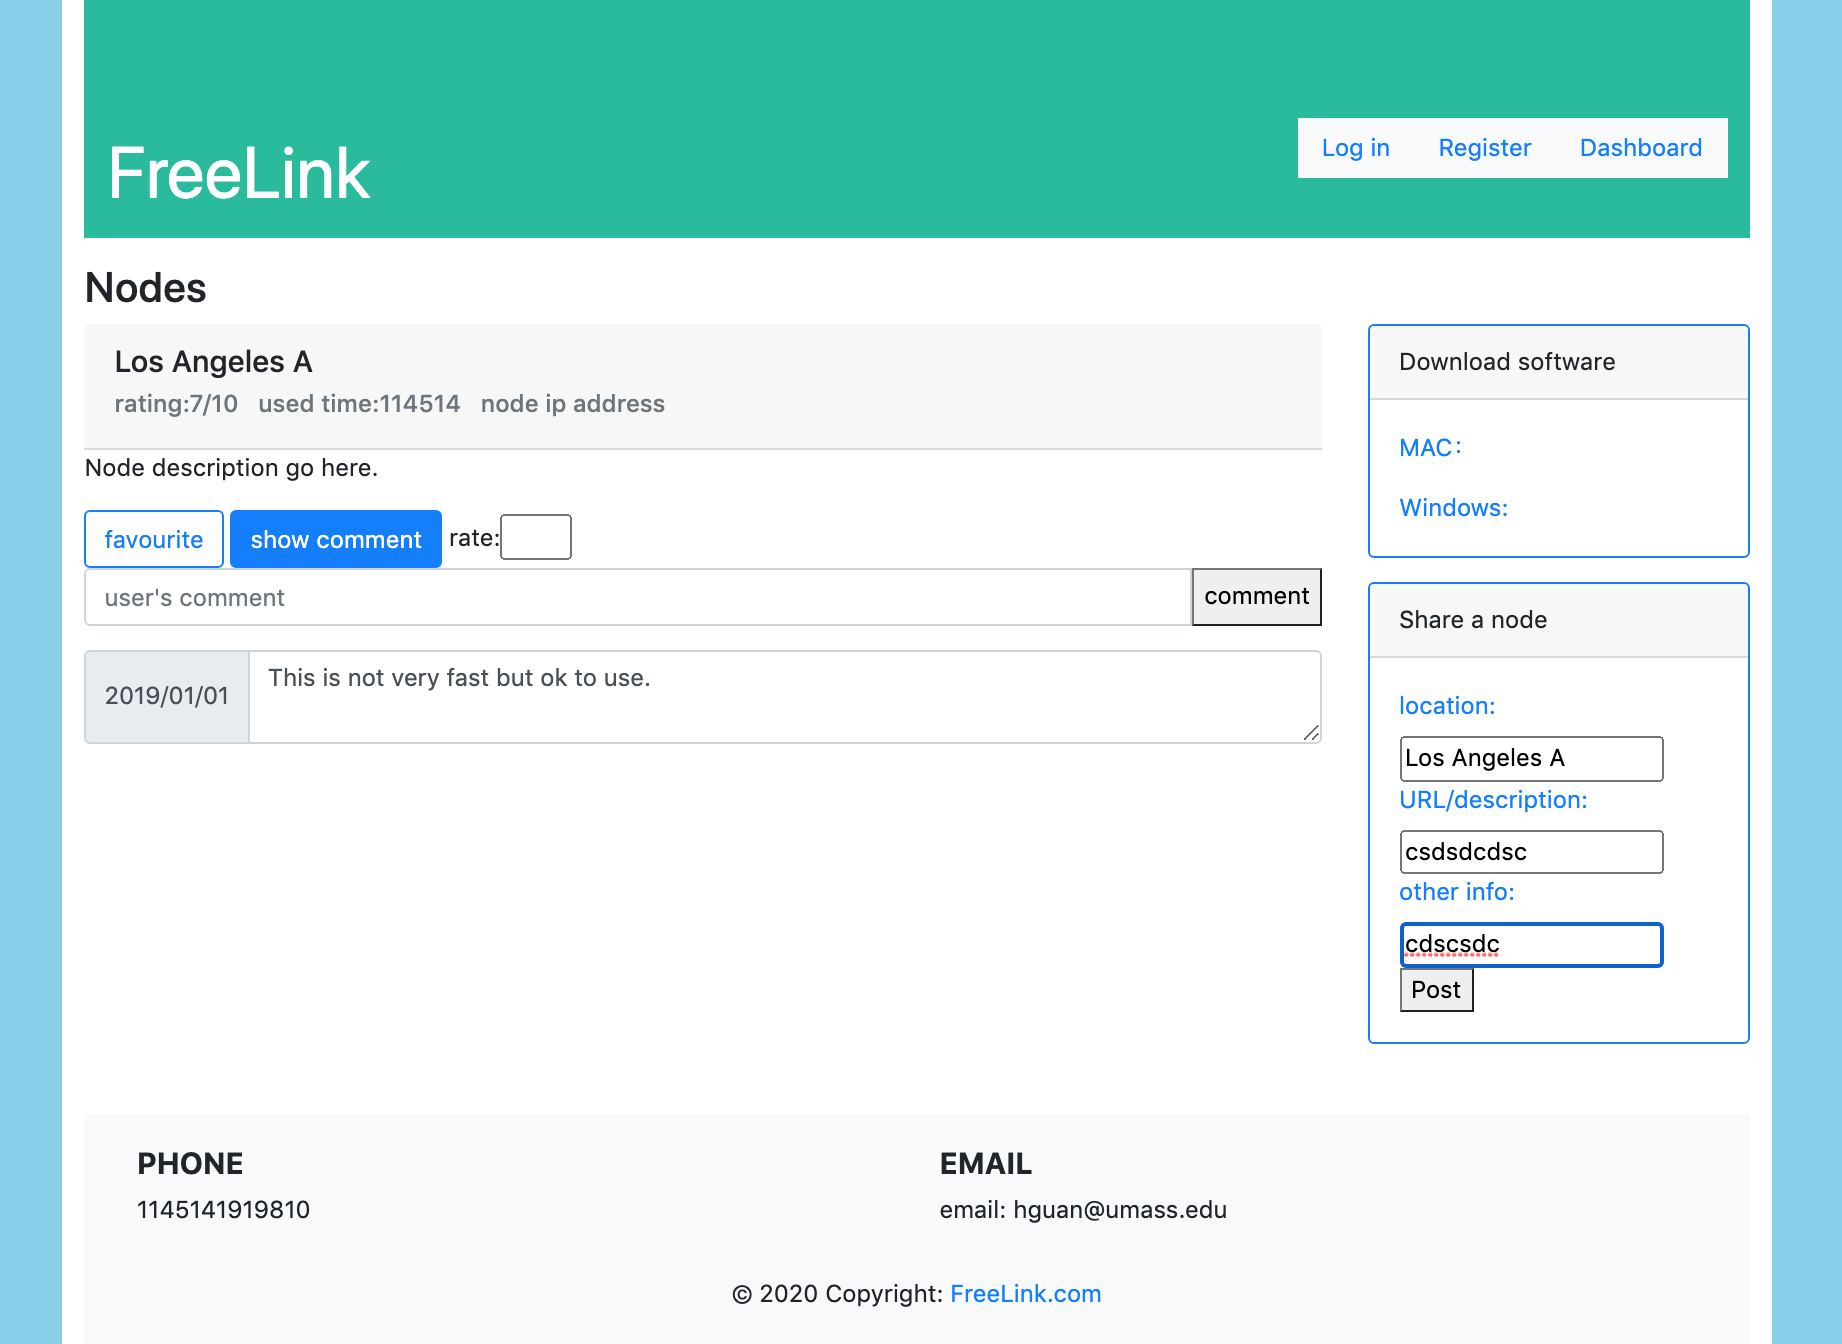 FreeLink
Log in Register Dashboard
Nodes
Los Angeles A
rating:7/10 used time:114514 node ip address
Node description go here.
favourite show comment rate:
user's comment comment
2019/01/01 This is not very fast but ok to use.
Download software
MAC:
Windows:
Share a node
location:
Los Angeles A
URL/description:
csdsdcdsc
other info:
cdscsdc
Post
PHONE
1145141919810
EMAIL
email: hguan@umass.edu
© 2020 Copyright: FreeLink.com